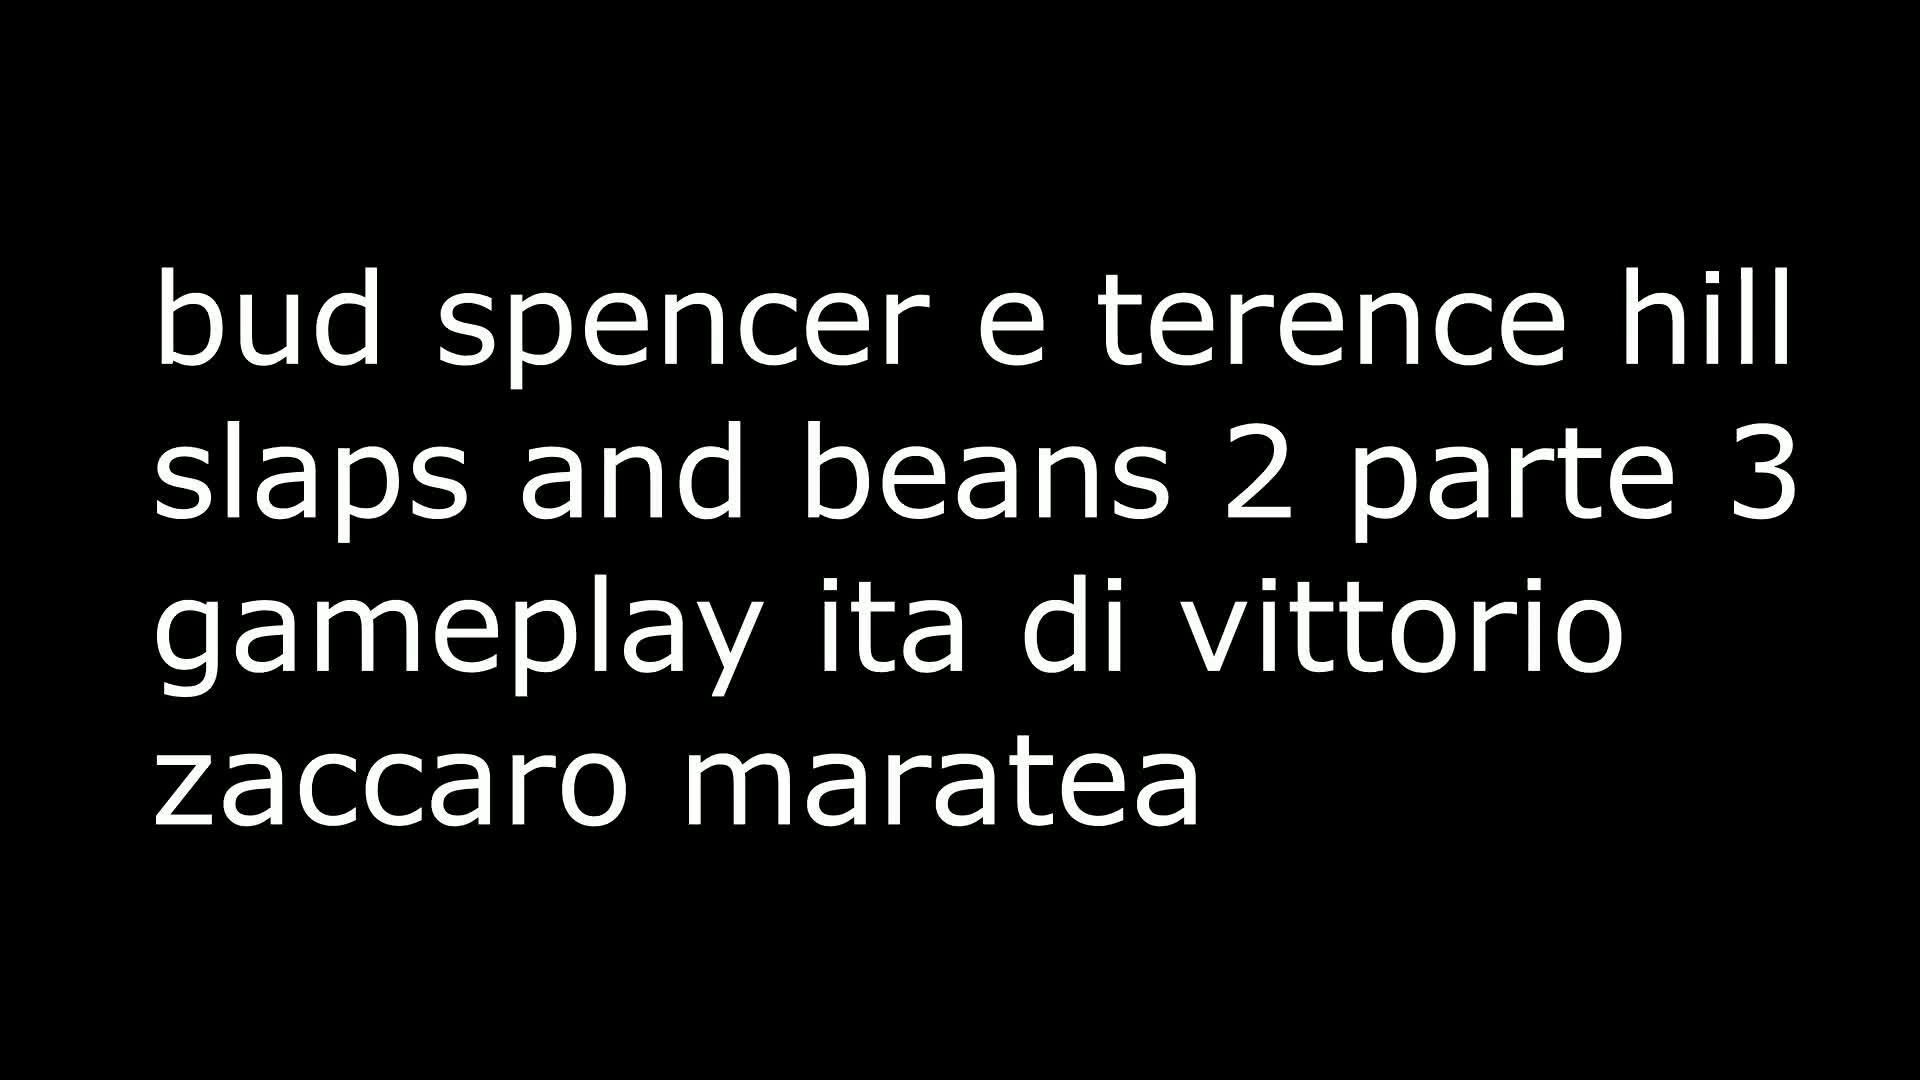 bud spencer e terence hill
slaps and beans 2 parte 3
gameplay ita di vittorio
zaccaro maratea